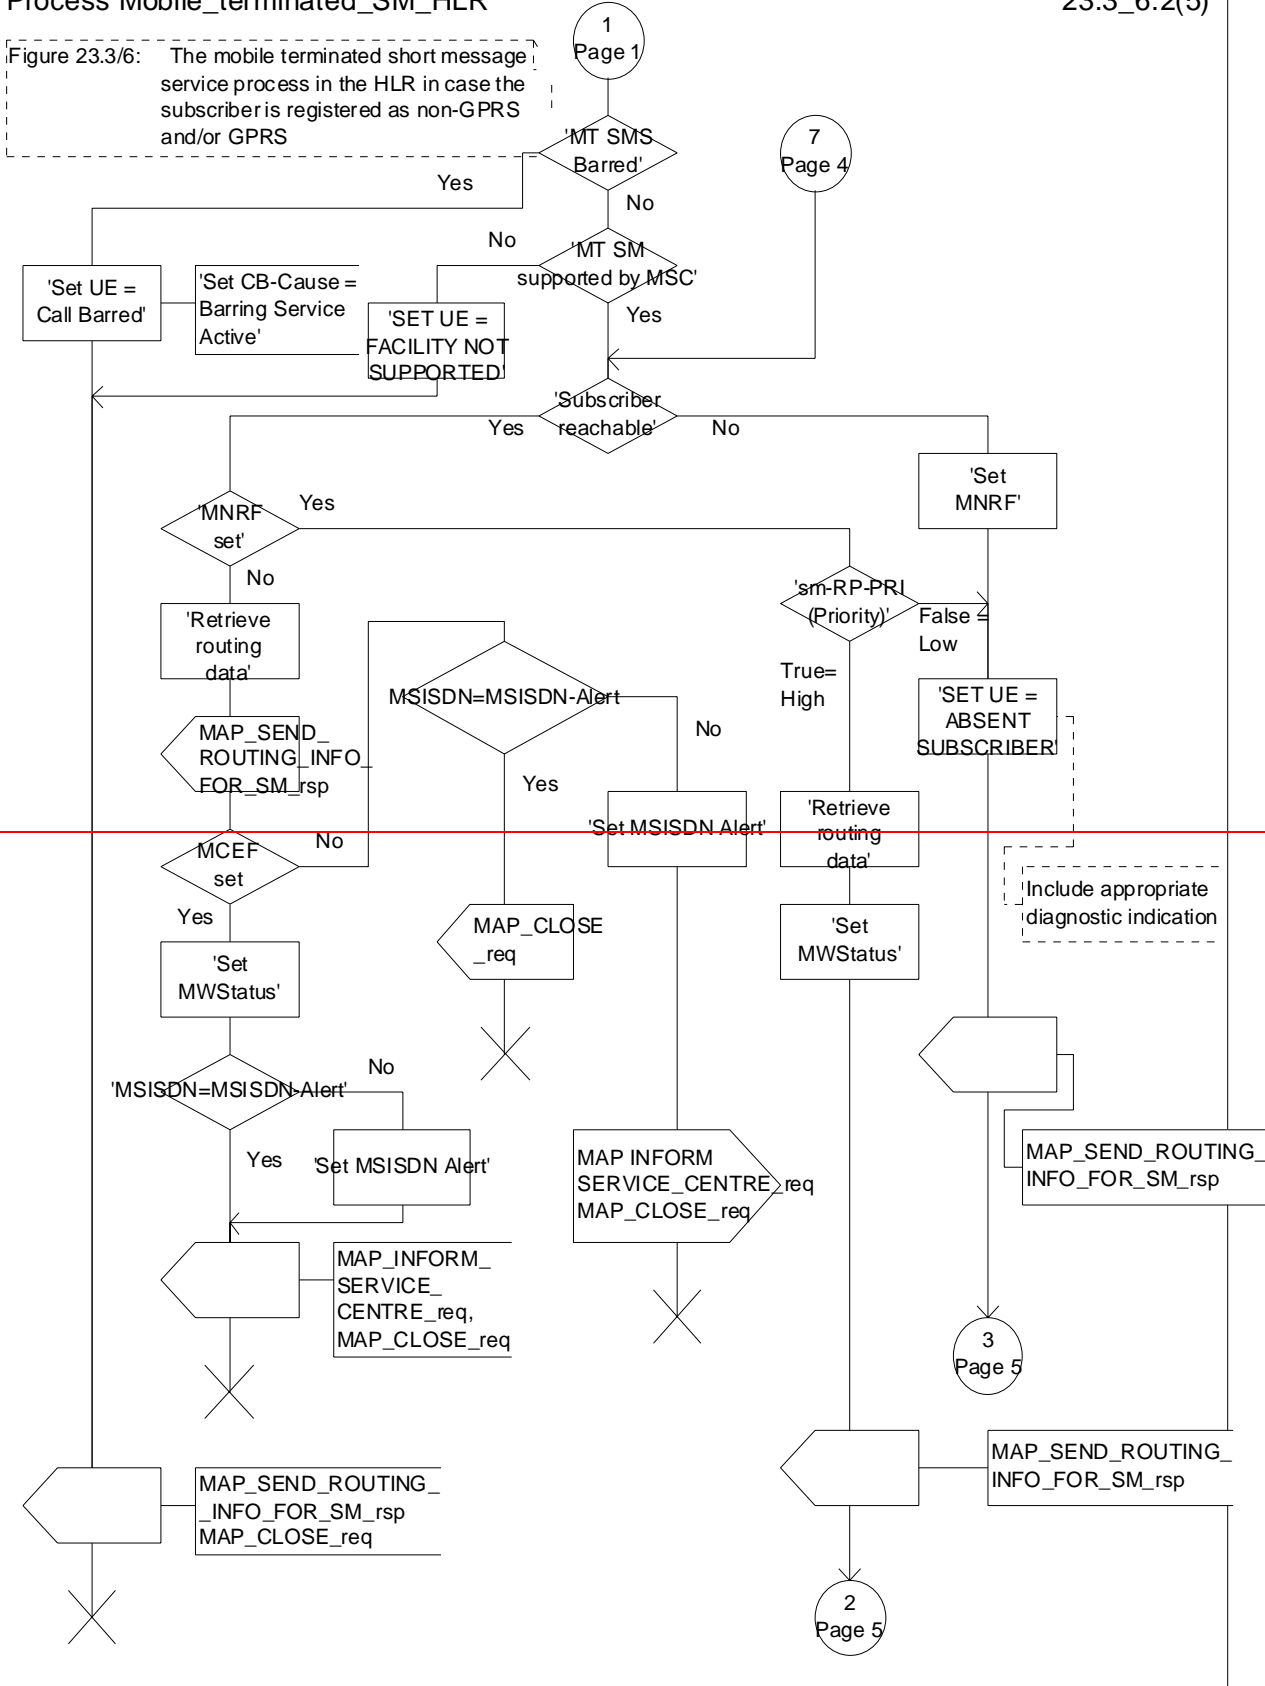 Process Mobile_terminated_SM_HLR
23.3_6.2(5)
1
Page 1
Figure 23.3/6: The mobile terminated short message
service process in the HLR in case the
subscriber is registered as non-GPRS
and/or GPRS
'MT SMS
Barred'
7
Page 4
Yes
No
No
'MT SM
supported by MSC'
'Set UE =
Call Barred'
'Set CB-Cause =
Barring Service
Active'
'SET UE =
FACILITY NOT
SUPPORTED'
Yes
'Subscriber
reachable'
Yes
No
'Set
MNRF'
'MNRF
set'
Yes
No
'sm-RP-PRI
(Priority)'
False =
Low
True=
High
'Retrieve
routing
data'
MSISDN=MSISDN-Alert
No
Yes
'SET UE =
ABSENT
SUBSCRIBER'
MAP_SEND_
ROUTING_INFO_
FOR_SM_rsp
'Set MSISDN Alert'
'Retrieve
routing
data'
MCEF
set
No
Yes
Include appropriate
diagnostic indication
MAP_CLOSE
_req
'Set
MWStatus'
'Set
MWStatus'
'MSISDN=MSISDN-Alert'
No
Yes
'Set MSISDN Alert'
MAP INFORM
SERVICE_CENTRE_req
MAP_CLOSE_req
MAP_SEND_ROUTING_
INFO_FOR_SM_rsp
MAP_INFORM_
SERVICE_
CENTRE_req,
MAP_CLOSE_req
3
Page 5
MAP_SEND_ROUTING_
INFO_FOR_SM_rsp
MAP_SEND_ROUTING_
_INFO_FOR_SM_rsp
MAP_CLOSE_req
2
Page 5